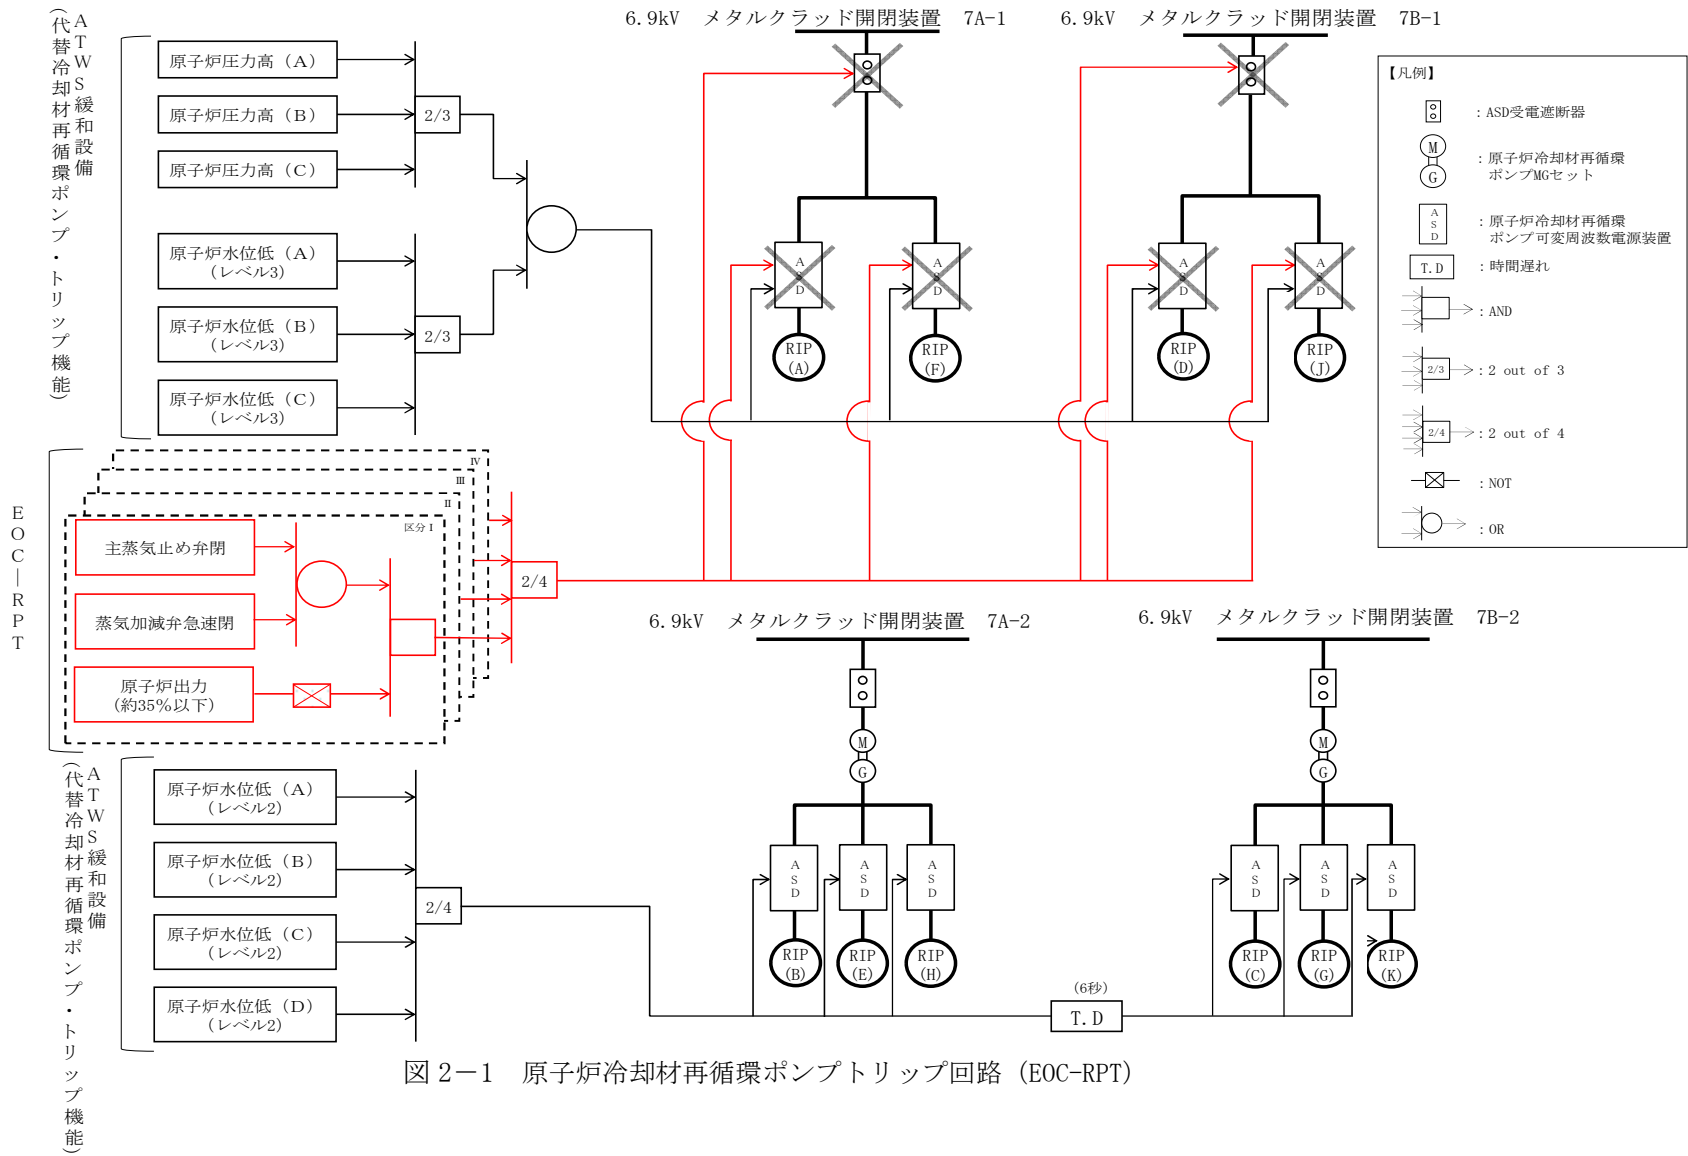 6.9kV　メタルクラッド開閉装置　7A-1
6.9kV　メタルクラッド開閉装置　7B-1
ATWS緩和設備
(代替冷却材再循環ポンプ・トリップ機能)
原子炉圧力高（A）
原子炉圧力高（B）
原子炉圧力高（C）
2/3
原子炉水位低（A）
(レベル3)
原子炉水位低（B）
(レベル3)
原子炉水位低（C）
(レベル3)
2/3
ASD
RIP
(A)
ASD
RIP
(F)
ASD
RIP
(D)
ASD
RIP
(J)
【凡例】
：ASD受電遮断器
M
G
：原子炉冷却材再循環
ポンプMGセット
ASD
：原子炉冷却材再循環
ポンプ可変周波数電源装置
T.D
：時間遅れ
：AND
2/3
：2 out of 3
2/4
：2 out of 4
：NOT
：OR
EOC－RPT
Ⅳ
Ⅲ
Ⅱ
区分Ⅰ
主蒸気止め弁閉
蒸気加減弁急速閉
原子炉出力
(約35%以下)
2/4
6.9kV　メタルクラッド開閉装置　7A-2
6.9kV　メタルクラッド開閉装置　7B-2
ATWS緩和設備
(代替冷却材再循環ポンプ・トリップ機能)
原子炉水位低（A）
(レベル2)
原子炉水位低（B）
(レベル2)
原子炉水位低（C）
(レベル2)
原子炉水位低（D）
(レベル2)
2/4
M
G
ASD
RIP
(B)
ASD
RIP
(E)
ASD
RIP
(H)
M
G
ASD
RIP
(C)
ASD
RIP
(G)
ASD
RIP
(K)
(6秒)
T.D
図 2－1　原子炉冷却材再循環ポンプトリップ回路（EOC-RPT）